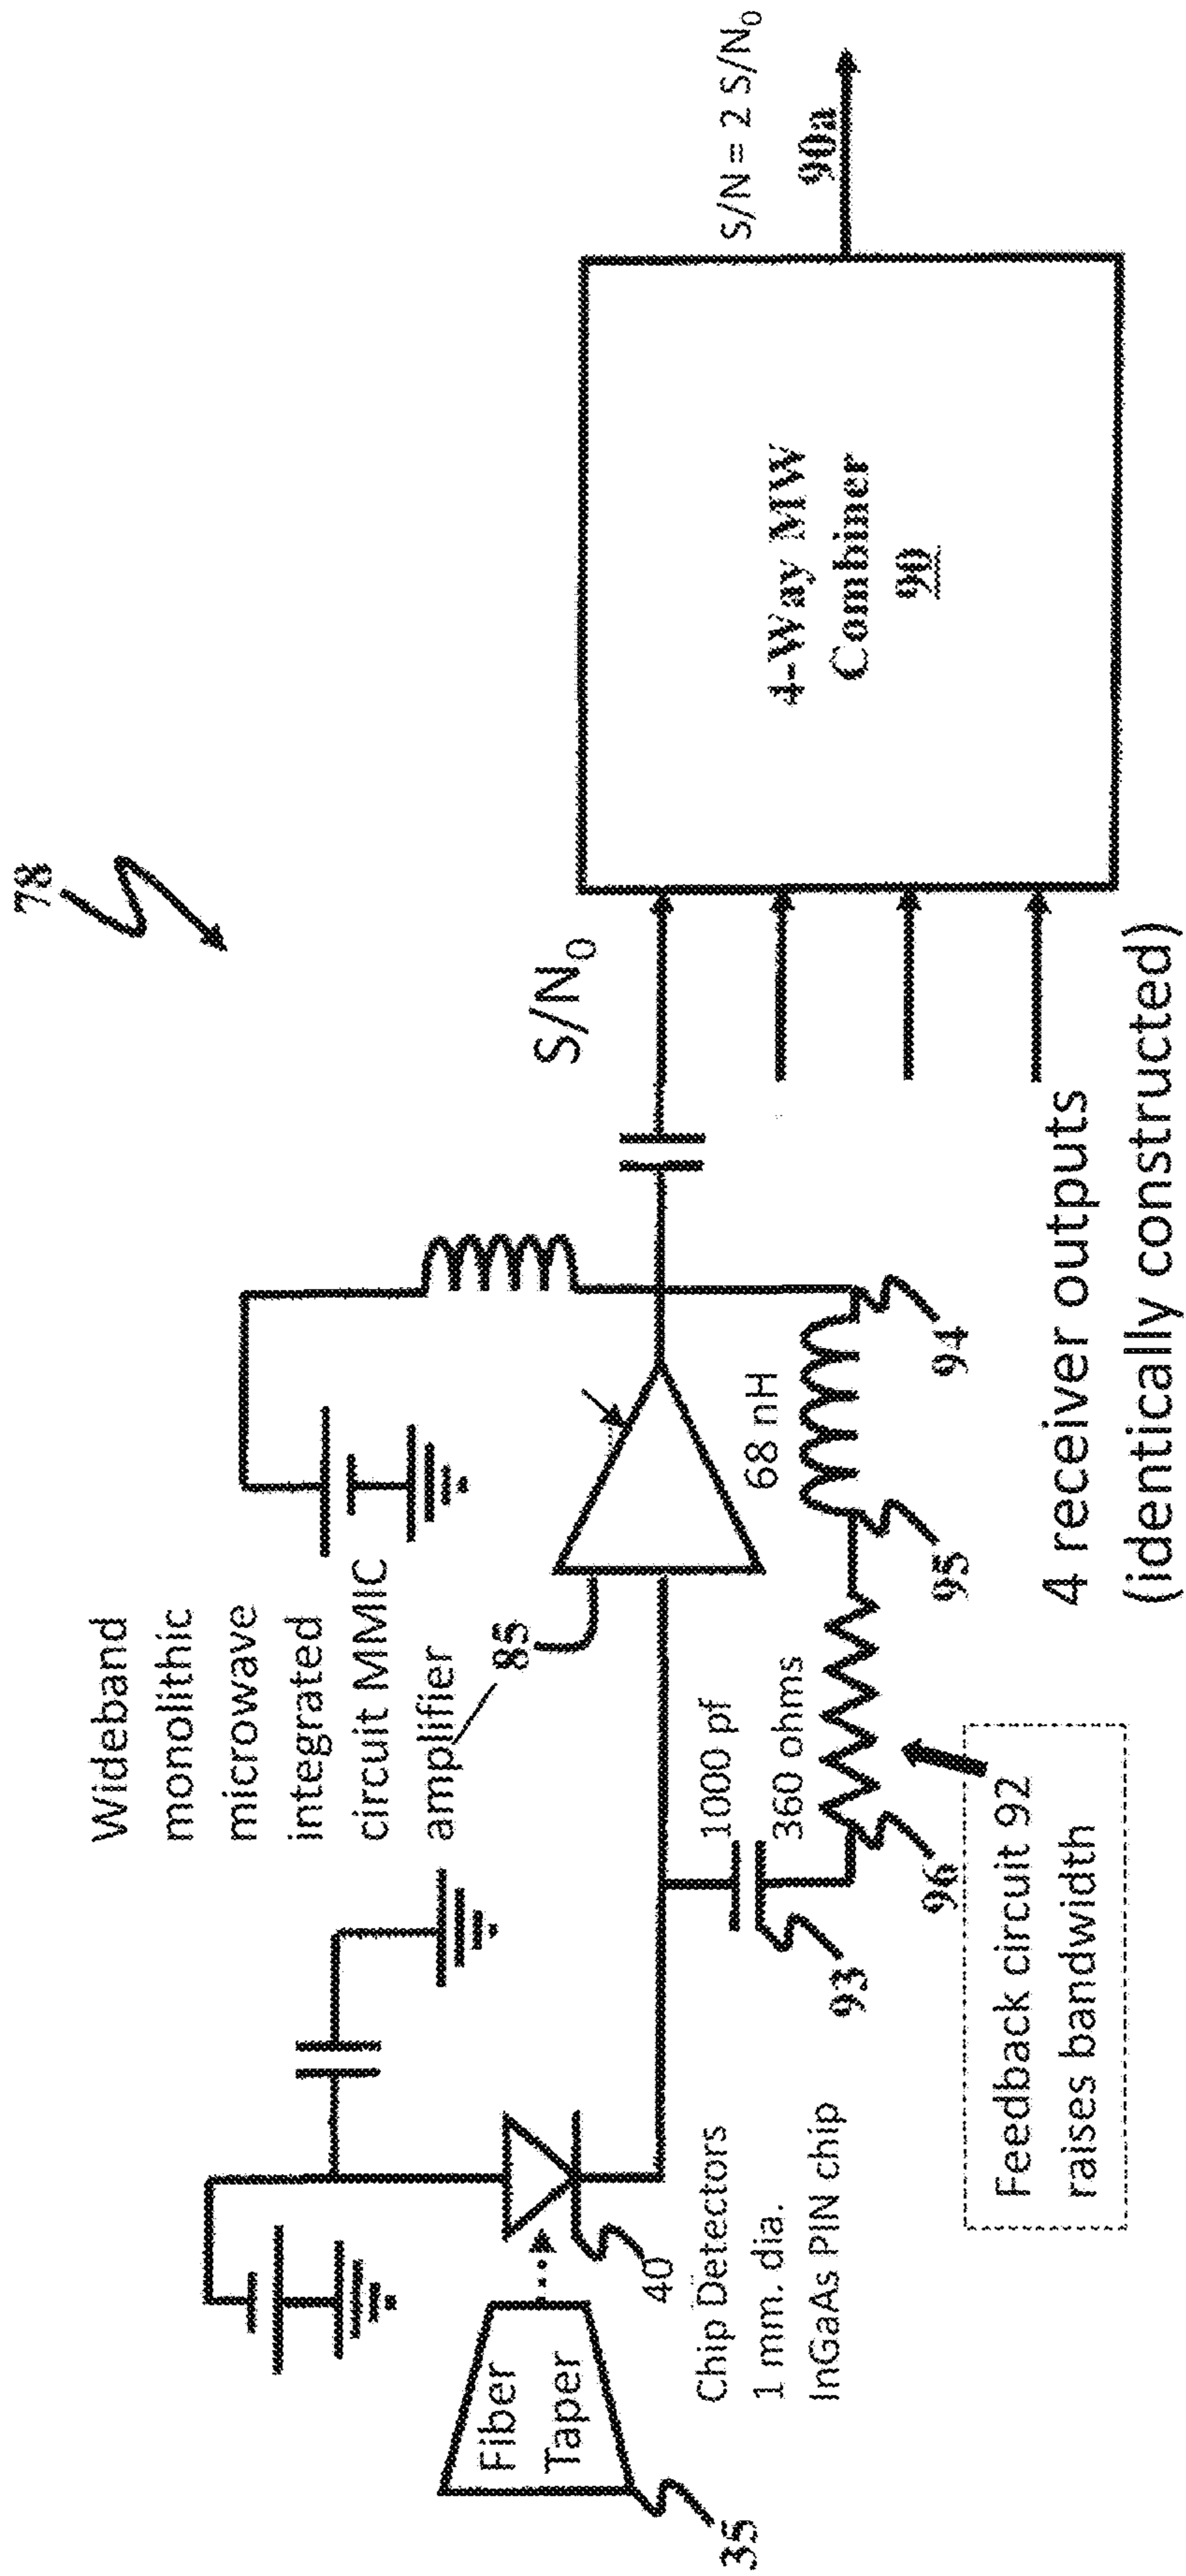 78
Wideband
monolithic
microwave
integrated
circuit MMIC
amplifier
85
S/N₀
S/N = 2 S/N₀
90a
4-Way MW
Combiner
90
Fiber
Taper
35
40
Chip Detectors
1 mm. dia.
InGaAs PIN chip
1000 pf
360 ohms
68 nH
93
96
95
94
Feedback circuit 92
raises bandwidth
4 receiver outputs
(identically constructed)